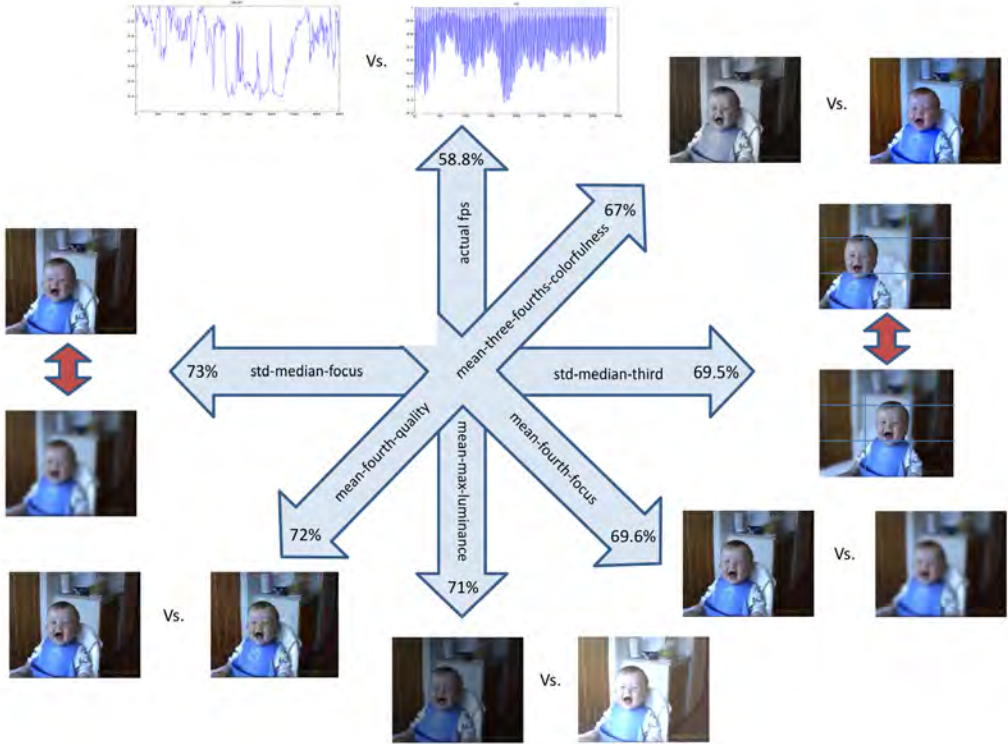 Vs.
Vs.
58.8%
actual fps
67%
mean-three-fourths-colorfulness
73%
std-median-focus
std-median-third
69.5%
mean-fourth-quality
72%
mean-max-luminance
71%
mean-fourth-focus
69.6%
Vs.
Vs.
Vs.